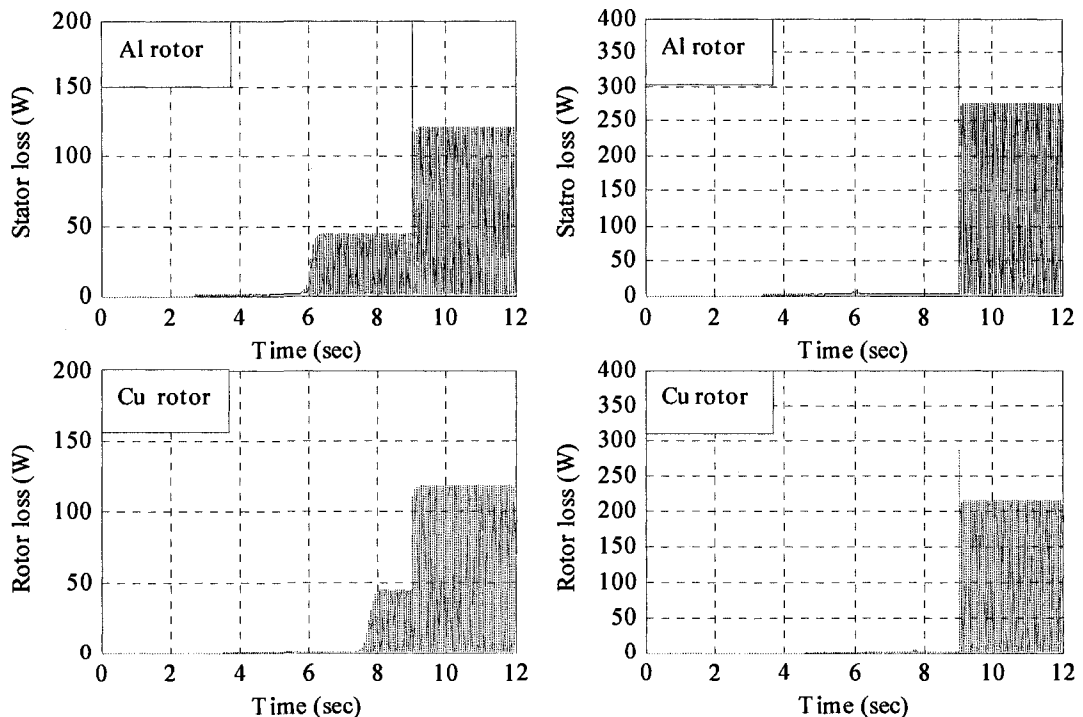 200
Al rotor
150
100
50
0
Stator loss (W)
0 2 4 6 8 10 12
Time (sec)
400
Al rotor
350
300
250
200
150
100
50
0
Statro loss (W)
0 2 4 6 8 10 12
Time (sec)
200
Cu rotor
150
100
50
0
Rotor loss (W)
0 2 4 6 8 10 12
Time (sec)
400
Cu rotor
350
300
250
200
150
100
50
0
Rotor loss (W)
0 2 4 6 8 10 12
Time (sec)